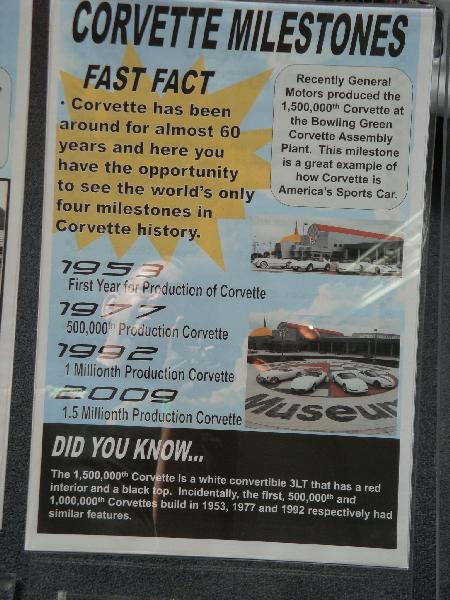 CORVETTE MILESTONES
FAST FACT
· Corvette has been
around for almost 60
years and here you
have the opportunity
to see the world's only
four milestones in
Corvette history.
Recently General
Motors produced the
1,500,000th Corvette at
the Bowling Green
Corvette Assembly
Plant. This milestone
is a great example of
how Corvette is
America's Sports Car.
1953
First Year for Production of Corvette
1977
500,000th Production Corvette
1992
1 Millionth Production Corvette
2009
1.5 Millionth Production Corvette
Museum
DID YOU KNOW...
The 1,500,000th Corvette is a white convertible 3LT that has a red
interior and a black top. Incidentally, the first, 500,000th and
1,000,000th Corvettes build in 1953, 1977 and 1992 respectively had
similar features.